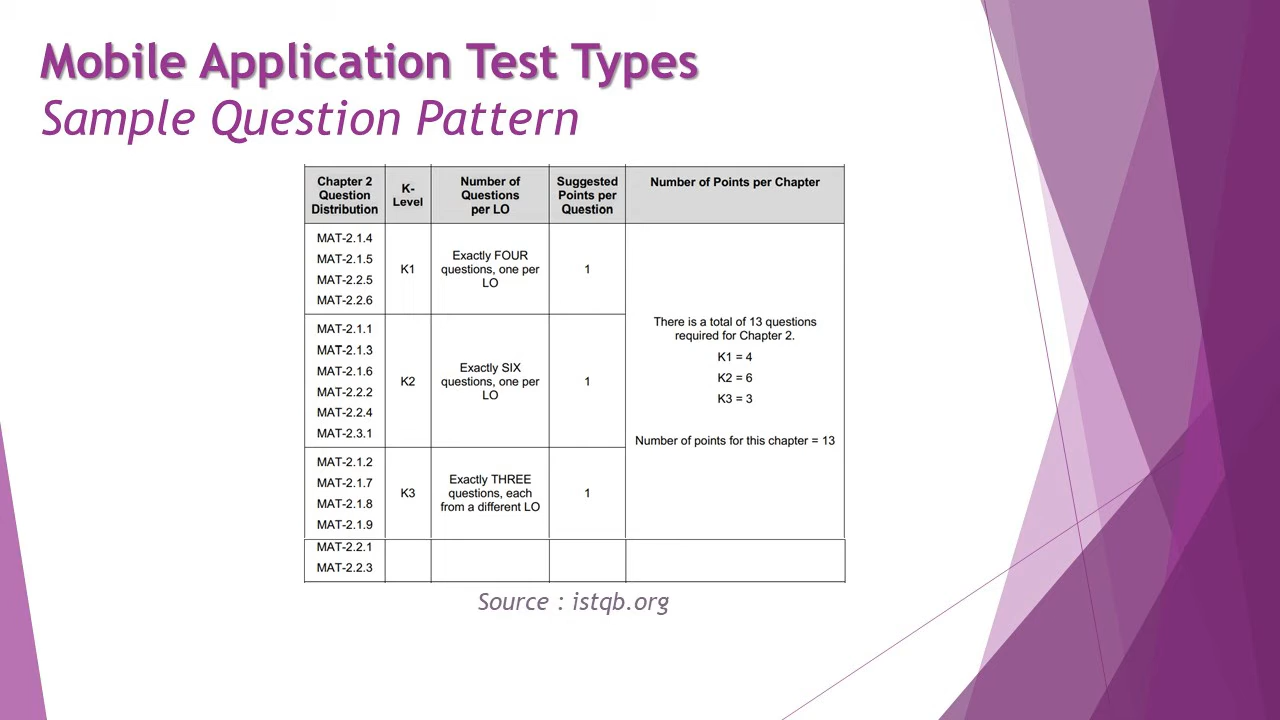 Mobile Application Test Types
Sample Question Pattern
Chapter 2
Question
Distribution
K-
Level
Number of
Questions
per LO
Suggested
Points per
Question
Number of Points per Chapter
MAT-2.1.4
MAT-2.1.5
MAT-2.2.5
MAT-2.2.6
K1
Exactly FOUR
questions, one per
LO
1
MAT-2.1.1
MAT-2.1.3
MAT-2.1.6
MAT-2.2.2
MAT-2.2.4
MAT-2.3.1
K2
Exactly SIX
questions, one per
LO
1
MAT-2.1.2
MAT-2.1.7
MAT-2.1.8
MAT-2.1.9
K3
Exactly THREE
questions, each
from a different LO
1
There is a total of 13 questions
required for Chapter 2.
K1 = 4
K2 = 6
K3 = 3
Number of points for this chapter = 13
MAT-2.2.1
MAT-2.2.3
Source : istqb.org